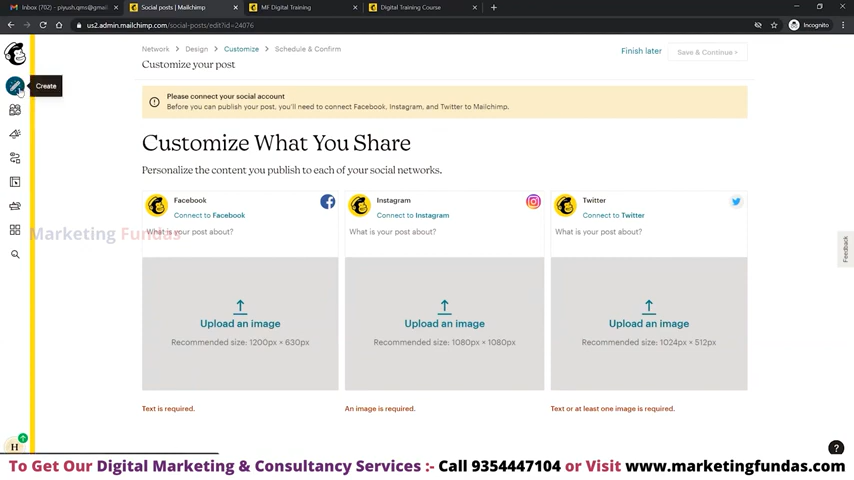 Inbox (702) - piyush.qms@gmail
Social posts | Mailchimp
MF Digital Training
Digital Training Course
us2.admin.mailchimp.com/social-posts/edit?id=24076
Incognito
Network > Design > Customize > Schedule & Confirm
Customize your post
Finish later
Save & Continue >
Create
Please connect your social account
Before you can publish your post, you'll need to connect Facebook, Instagram, and Twitter to Mailchimp.
Customize What You Share
Personalize the content you publish to each of your social networks.
Facebook
Connect to Facebook
What is your post about?
Upload an image
Recommended size: 1200px × 630px
Text is required.
Instagram
Connect to Instagram
What is your post about?
Upload an image
Recommended size: 1080px × 1080px
An image is required.
Twitter
Connect to Twitter
What is your post about?
Upload an image
Recommended size: 1024px × 512px
Text or at least one image is required.
Marketing Fundas
Feedback
H
?
To Get Our Digital Marketing & Consultancy Services :- Call 9354447104 or Visit www.marketingfundas.com